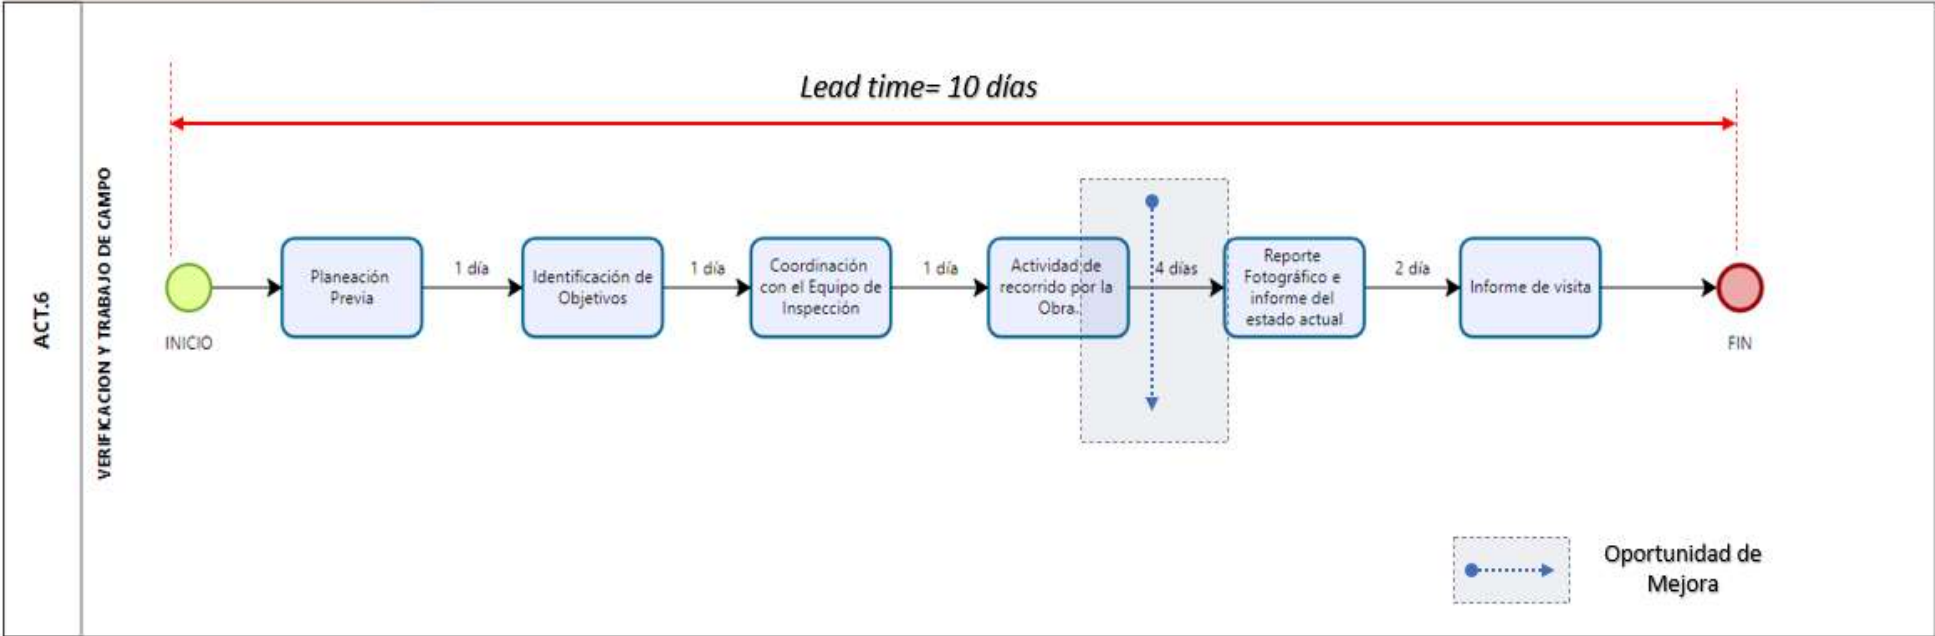 Lead time= 10 días
ACT.6
VERIFICACION Y TRABAJO DE CAMPO
INICIO
Planeación
Previa
1 día
Identificación de
Objetivos
1 día
Coordinación
con el Equipo de
Inspección
1 día
Actividad de
recorrido por la
Obra.
4 días
Reporte
Fotográfico e
informe del
estado actual
2 día
Informe de visita
FIN
Oportunidad de
Mejora